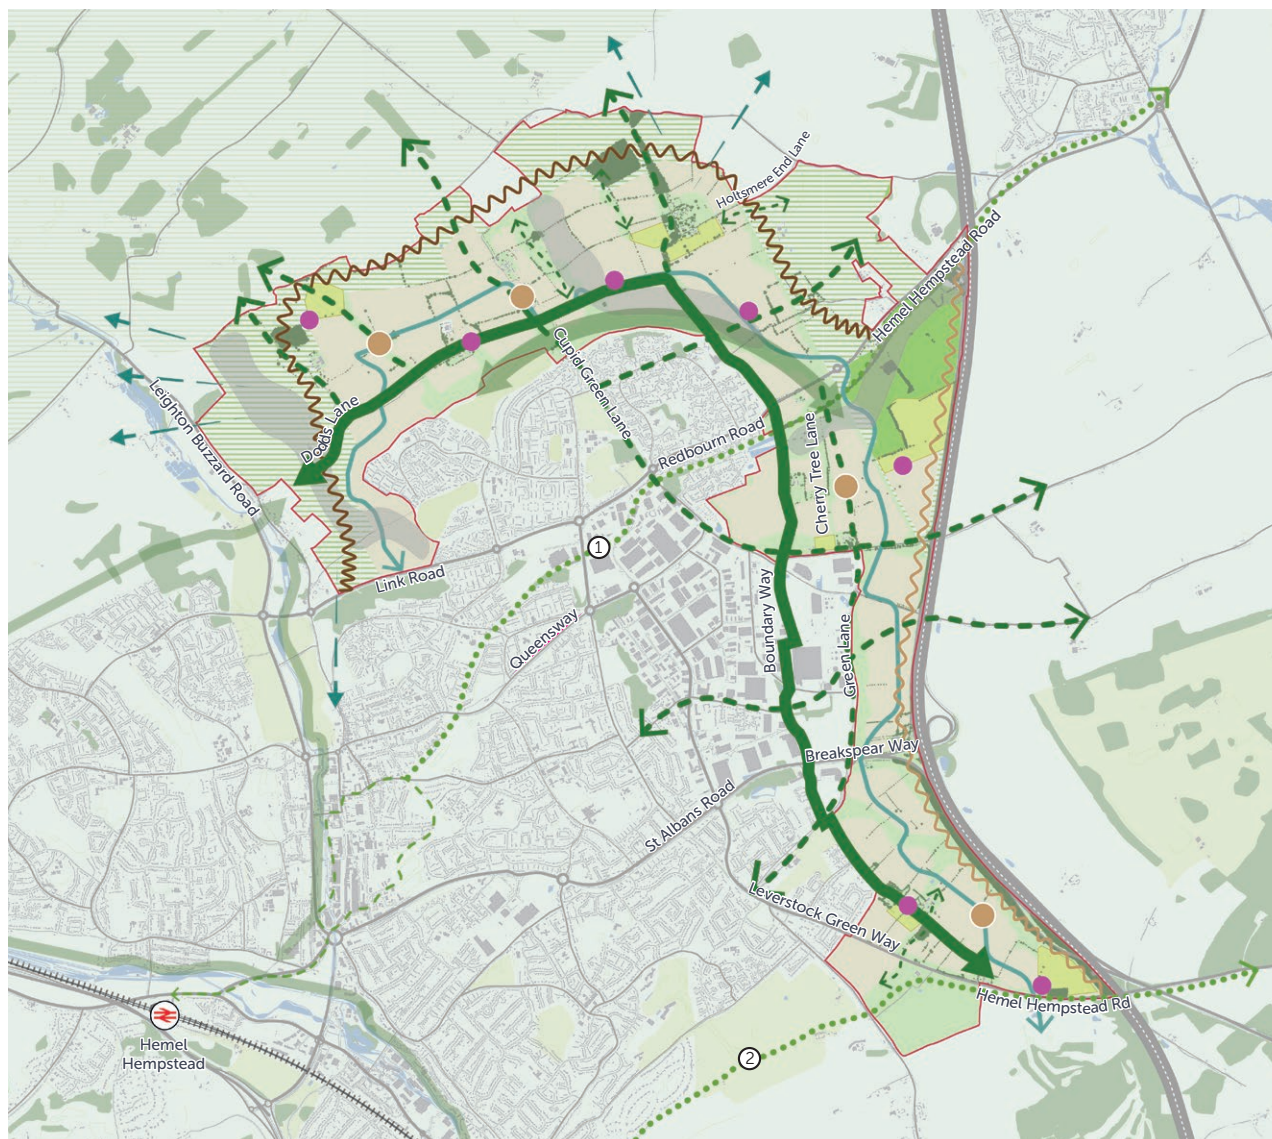 Holtsmere End Lane
Hemel Hempstead Road
Cupid Green Lane
Leighton Buzzard Road
Dodds Lane
Redbourn Road
Cherry Tree Lane
1
Link Road
Boundary Way
Queensway
Green Lane
Breakspear Way
St Albans Road
Leverstock Green Way
Hemel Hempstead Rd
Hemel
Hempstead
2